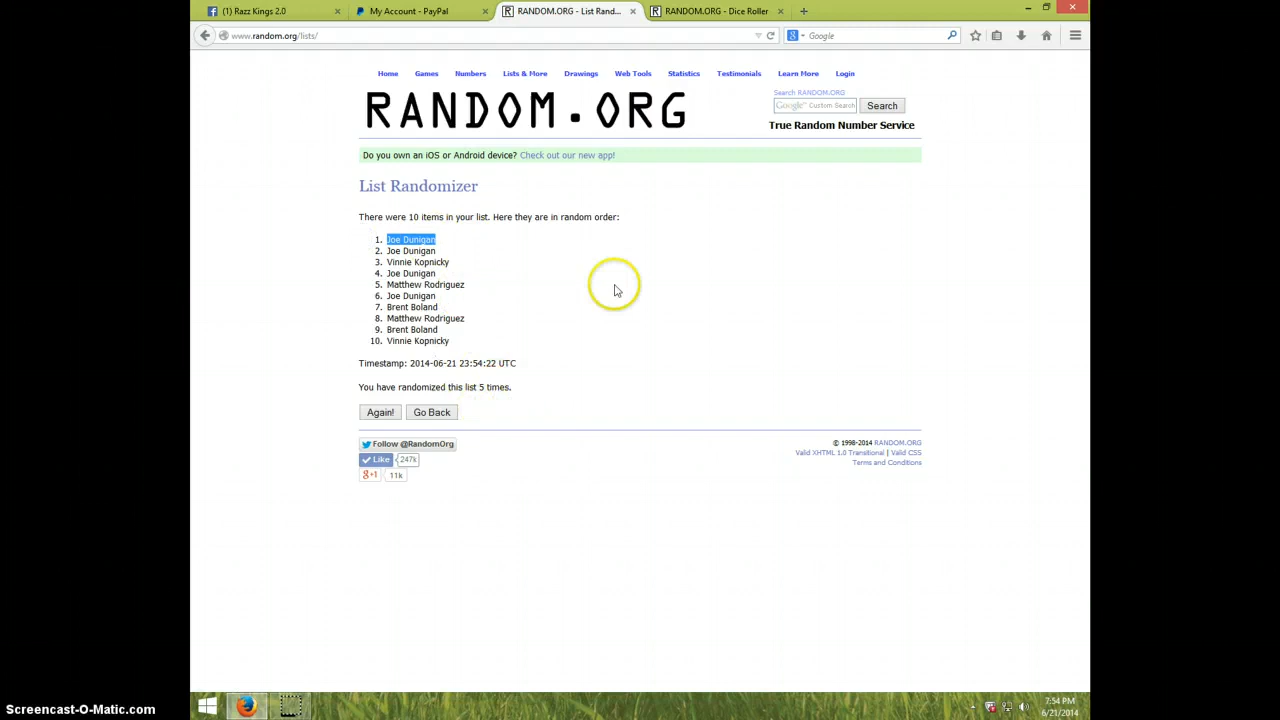 (1) Razz Kings 2.0
My Account - PayPal
RANDOM.ORG - List Rand...
RANDOM.ORG - Dice Roller
www.random.org/lists/
Google
Home Games Numbers Lists & More Drawings Web Tools Statistics Testimonials Learn More Login
RANDOM.ORG
Search RANDOM.ORG
Google™ Custom Search
Search
True Random Number Service
Do you own an iOS or Android device? Check out our new app!
List Randomizer
There were 10 items in your list. Here they are in random order:
1. Joe Dunigan
2. Joe Dunigan
3. Vinnie Kopnicky
4. Joe Dunigan
5. Matthew Rodriguez
6. Joe Dunigan
7. Brent Boland
8. Matthew Rodriguez
9. Brent Boland
10. Vinnie Kopnicky
Timestamp: 2014-06-21 23:54:22 UTC
You have randomized this list 5 times.
Again! Go Back
Follow @RandomOrg
Like 247k
+1 11k
© 1998-2014 RANDOM.ORG
Valid XHTML 1.0 Transitional | Valid CSS
Terms and Conditions
7:54 PM
6/21/2014
Screencast-O-Matic.com